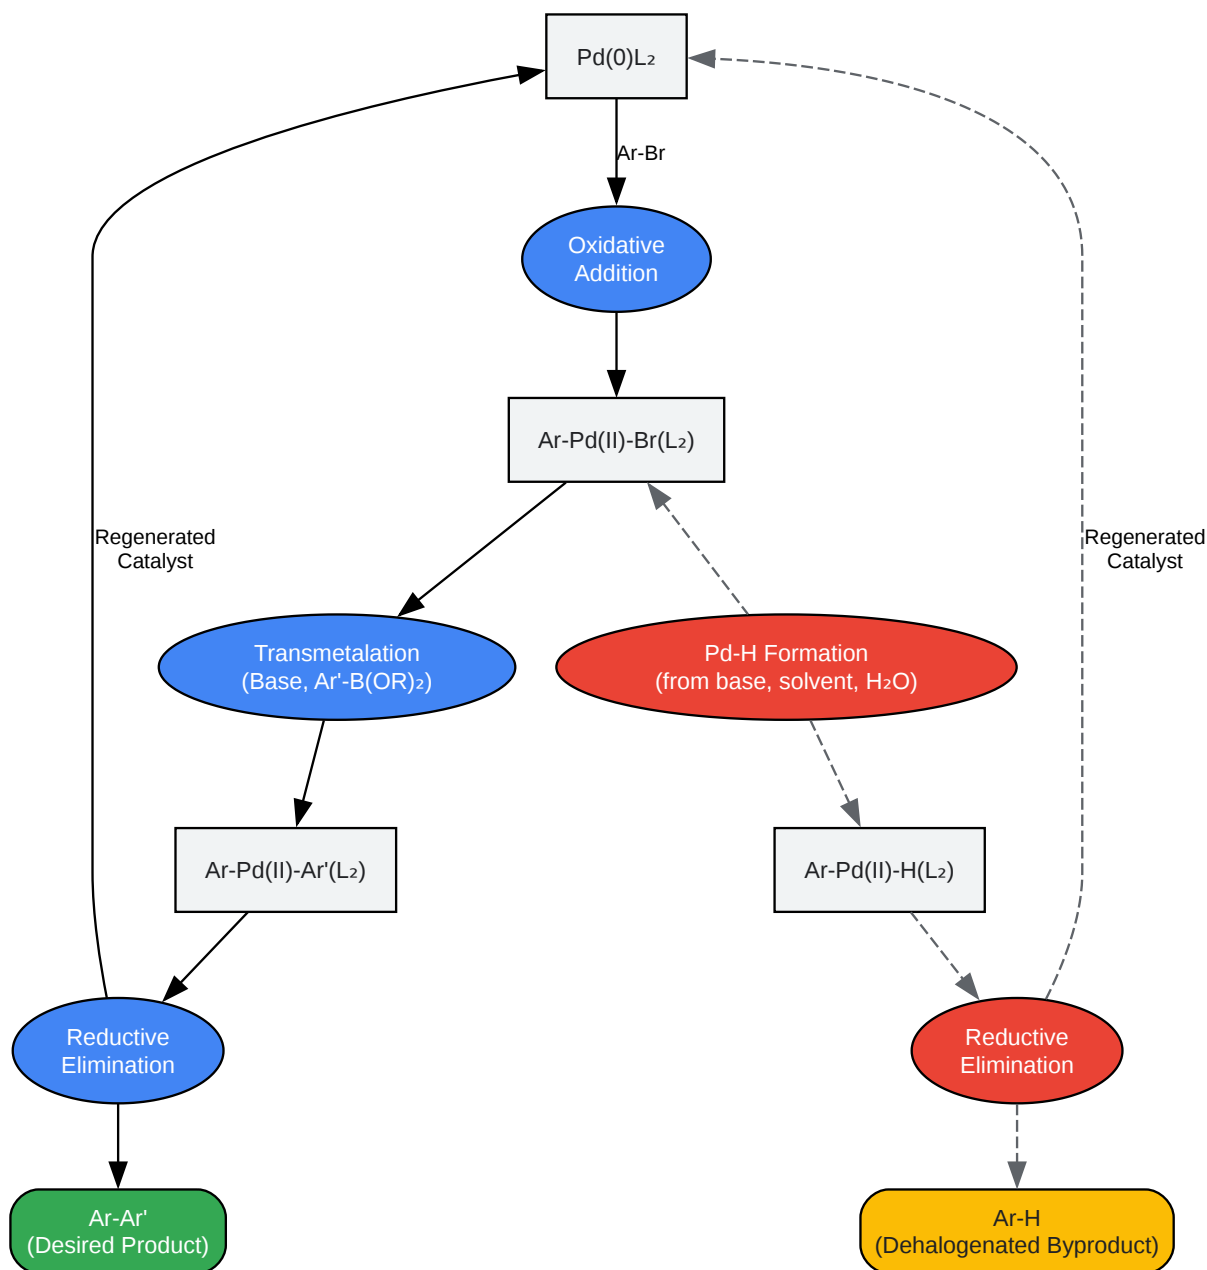 Pd(0)L₂
Ar-Br
Oxidative
Addition
Ar-Pd(II)-Br(L₂)
Regenerated
Catalyst
Regenerated
Catalyst
Transmetalation
(Base, Ar'-B(OR)₂)
Pd-H Formation
(from base, solvent, H₂O)
Ar-Pd(II)-Ar'(L₂)
Ar-Pd(II)-H(L₂)
Reductive
Elimination
Reductive
Elimination
Ar-Ar'
(Desired Product)
Ar-H
(Dehalogenated Byproduct)